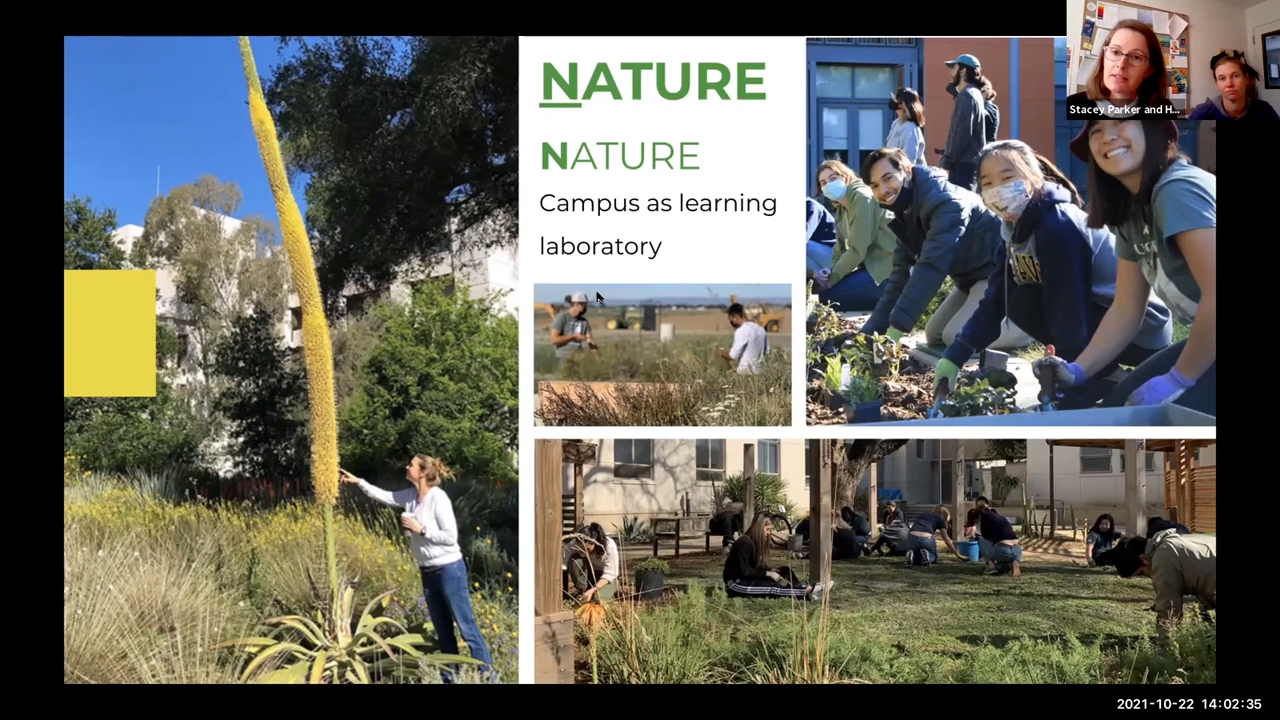 NATURE
NATURE
Campus as learning
laboratory
Stacey Parker and H...
2021-10-22 14:02:35